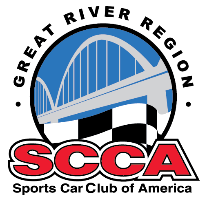 • GREAT RIVER REGION •
SCCA
Sports Car Club of America